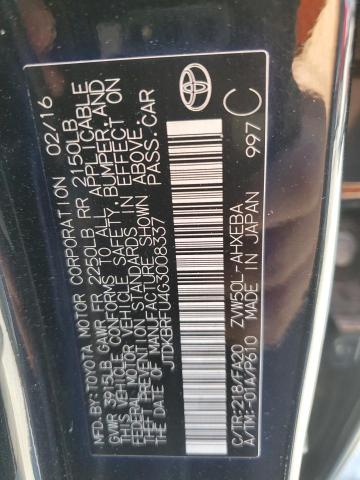 MFD. BY: TOYOTA MOTOR CORPORATION 02/16
GVWR 3915LB GAWR FR 2250LB RR 2150LB
THIS VEHICLE CONFORMS TO ALL APPLICABLE
FEDERAL MOTOR VEHICLE SAFETY, BUMPER, AND
THEFT PREVENTION STANDARDS IN EFFECT ON
THE DATE OF MANUFACTURE SHOWN ABOVE.
JTDKBRFU4G3008337 PASS. CAR
C/TR: 218/FA20 ZVW50L-AHXEBA
A/TM: -01A/P610 MADE IN JAPAN
997 C